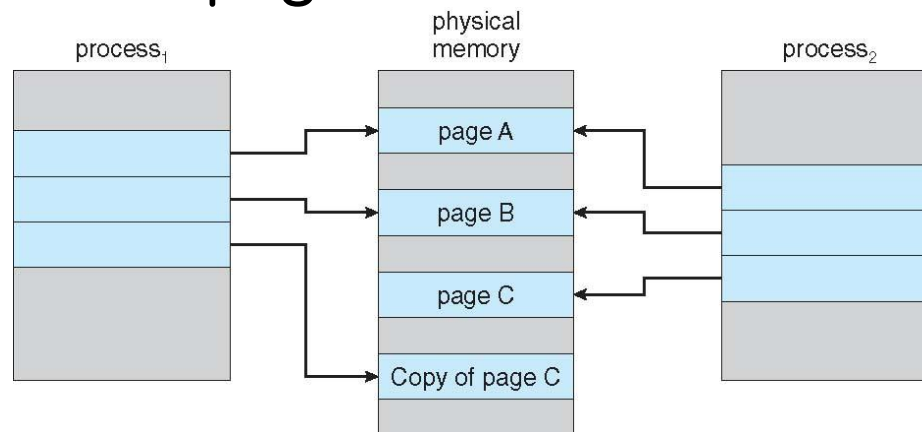 physical
memory
process₁
process₂
page A
page B
page C
Copy of page C